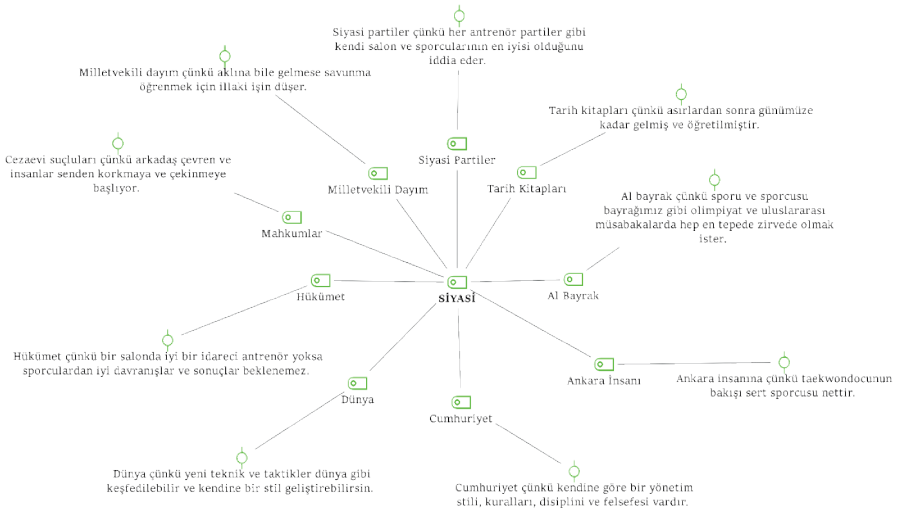 Siyasi partiler çünkü her antrenör partiler gibi
kendi salon ve sporcularının en iyisi olduğunu
iddia eder.
Milletvekili dayım çünkü aklına bile gelmese savunma
öğrenmek için illaki işin düşer.
Tarih kitapları çünkü asırlardan sonra günümüze
kadar gelmiş ve öğretilmiştir.
Cezaevi suçluları çünkü arkadaş çevren ve
insanlar senden korkmaya ve çekinmeye
başlıyor.
Siyasi Partiler
Milletvekili Dayım
Tarih Kitapları
Al bayrak çünkü sporu ve sporcusu
bayrağımız gibi olimpiyat ve uluslararası
müsabakalarda hep en tepede zirvede olmak
ister.
Mahkumlar
Hükümet
SİYASİ
Al Bayrak
Hükümet çünkü bir salonda iyi bir idareci antrenör yoksa
sporculardan iyi davranışlar ve sonuçlar beklenemez.
Ankara İnsanı
Ankara insanına çünkü taekwondocunun
bakışı sert sporcusu nettir.
Dünya
Cumhuriyet
Dünya çünkü yeni teknik ve taktikler dünya gibi
keşfedilebilir ve kendine bir stil geliştirebilirsin.
Cumhuriyet çünkü kendine göre bir yönetim
stili, kuralları, disiplini ve felsefesi vardır.